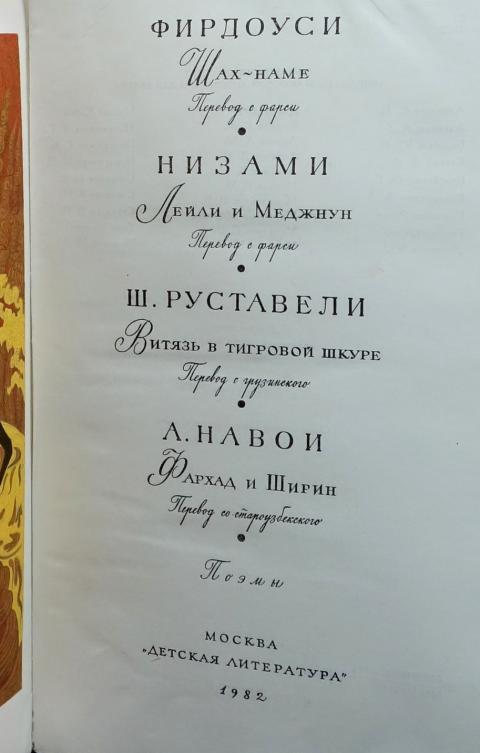 ФИРДОУСИ
Шах~наме
Перевод с фарси
НИЗАМИ
Лейли и Меджнун
Перевод с фарси
Ш. РУСТАВЕЛИ
Витязь в тигровой шкуре
Перевод с грузинского
А. НАВОИ
Фархад и Ширин
Перевод со староузбекского
Поэмы
МОСКВА
"ДЕТСКАЯ ЛИТЕРАТУРА"
1982